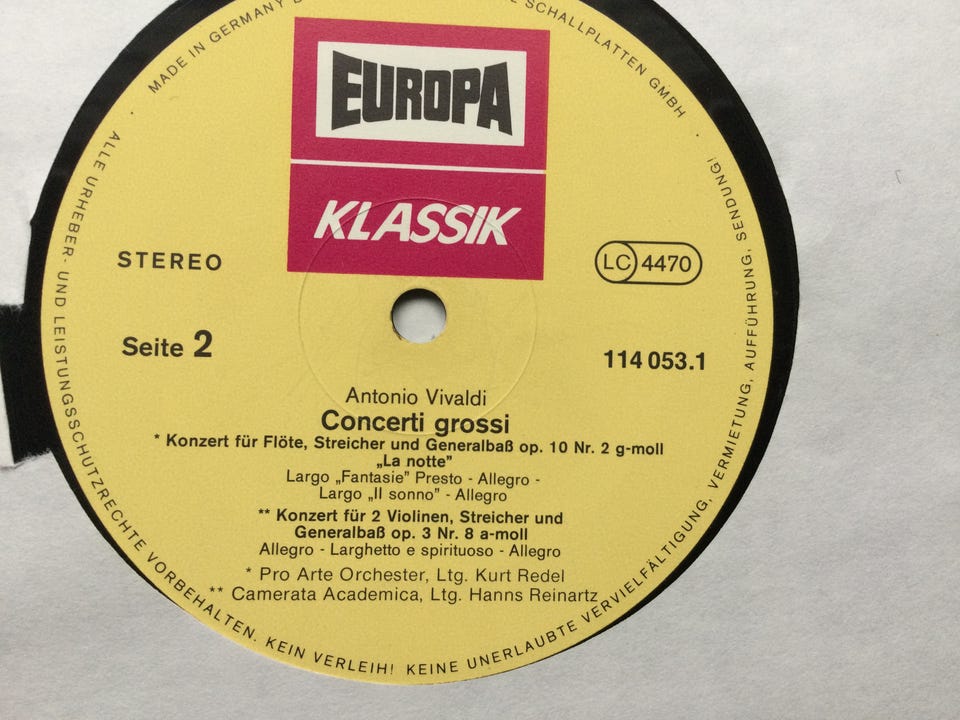 MADE IN GERMANY
SCHALLPLATTEN GMBH
EUROPA
KLASSIK
STEREO
LC 4470
Seite 2
114 053.1
Antonio Vivaldi
Concerti grossi
* Konzert für Flöte, Streicher und Generalbaß op. 10 Nr. 2 g-moll
„La notte”
Largo „Fantasie” Presto - Allegro -
Largo „Il sonno” - Allegro
** Konzert für 2 Violinen, Streicher und
Generalbaß op. 3 Nr. 8 a-moll
Allegro - Larghetto e spirituoso - Allegro
* Pro Arte Orchester, Ltg. Kurt Redel
** Camerata Academica, Ltg. Hanns Reinartz
ALLE URHEBER- UND LEISTUNGSSCHUTZRECHTE VORBEHALTEN. KEIN VERLEIH! KEINE UNERLAUBTE VERVIELFÄLTIGUNG, VERMIETUNG, AUFFÜHRUNG, SENDUNG!